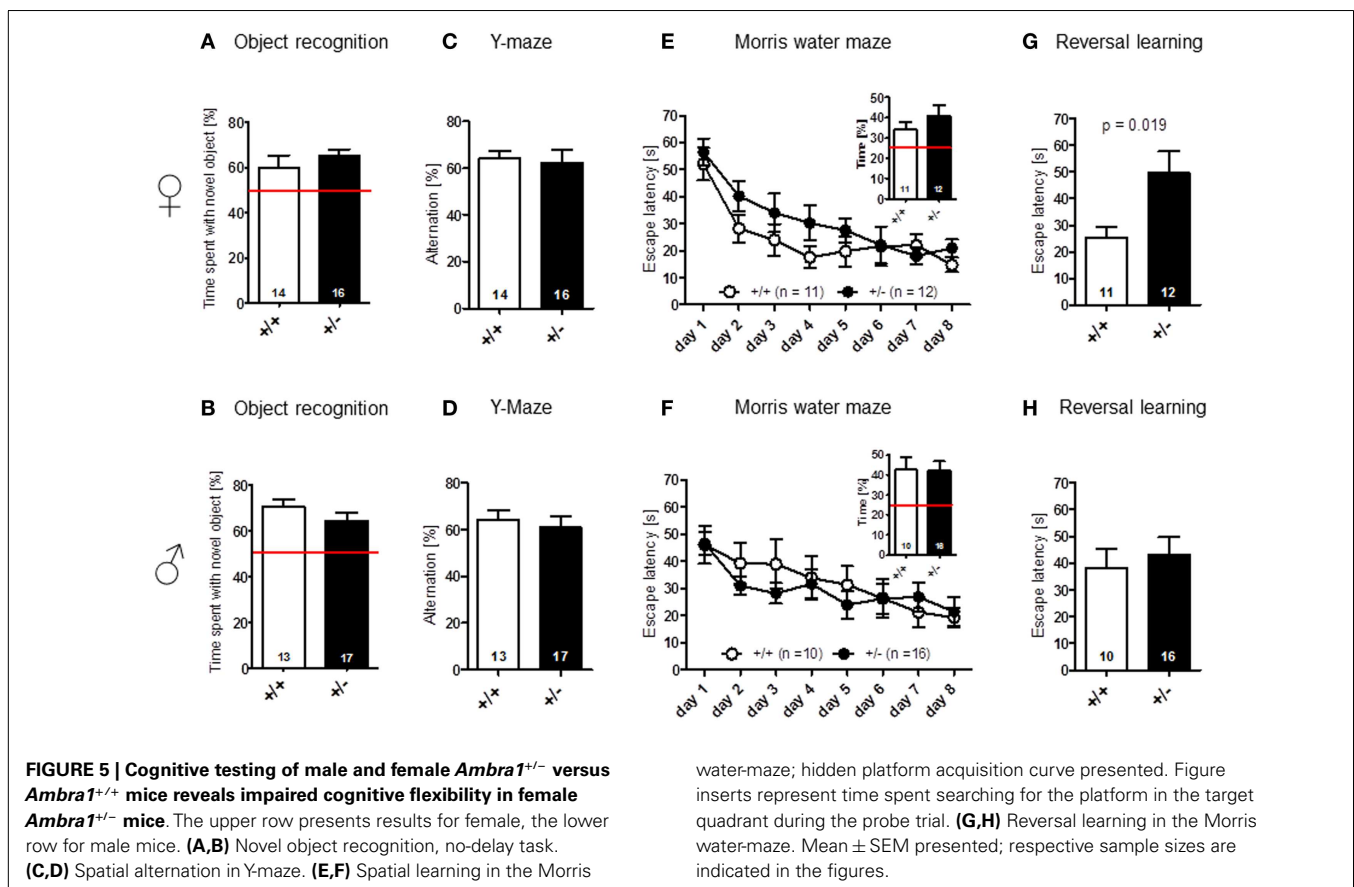 A Object recognition
C Y-maze
E Morris water maze
G Reversal learning
Time spent with novel object [%]
80
60
40
20
0
14
16
+/+
+/-
Alternation [%]
80
60
40
20
0
14
16
+/+
+/-
Escape latency [s]
70
60
50
40
30
20
10
0
+/+ (n = 11)
+/- (n = 12)
day 1
day 2
day 3
day 4
day 5
day 6
day 7
day 8
Time [%]
50
40
30
20
10
0
11
12
+/+
+/-
Escape latency [s]
70
60
50
40
30
20
10
0
p = 0.019
11
12
+/+
+/-
♀
B Object recognition
D Y-Maze
F Morris water maze
H Reversal learning
Time spent with novel object [%]
80
60
40
20
0
13
17
+/+
+/-
Alternation [%]
80
60
40
20
0
13
17
+/+
+/-
Escape latency [s]
70
60
50
40
30
20
10
0
+/+ (n =10)
+/- (n =16)
day 1
day 2
day 3
day 4
day 5
day 6
day 7
day 8
Time [%]
50
40
30
20
10
0
10
16
+/+
+/-
Escape latency [s]
70
60
50
40
30
20
10
0
10
16
+/+
+/-
♂
FIGURE 5 | Cognitive testing of male and female Ambra1+/− versus
Ambra1+/+ mice reveals impaired cognitive flexibility in female
Ambra1+/− mice. The upper row presents results for female, the lower
row for male mice. (A,B) Novel object recognition, no-delay task.
(C,D) Spatial alternation in Y-maze. (E,F) Spatial learning in the Morris
water-maze; hidden platform acquisition curve presented. Figure
inserts represent time spent searching for the platform in the target
quadrant during the probe trial. (G,H) Reversal learning in the Morris
water-maze. Mean ± SEM presented; respective sample sizes are
indicated in the figures.